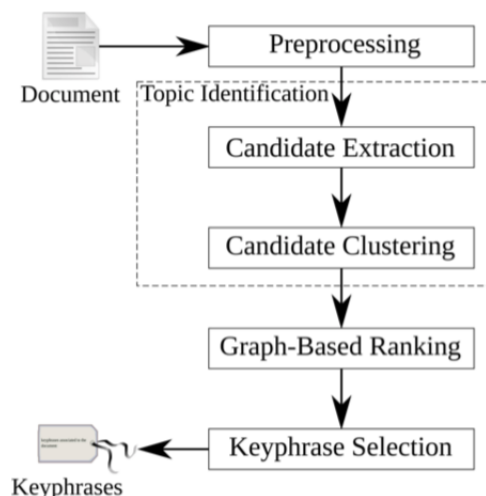 Preprocessing
Document
Topic Identification
Candidate Extraction
Candidate Clustering
Graph-Based Ranking
Keyphrase Selection
Keyphrases